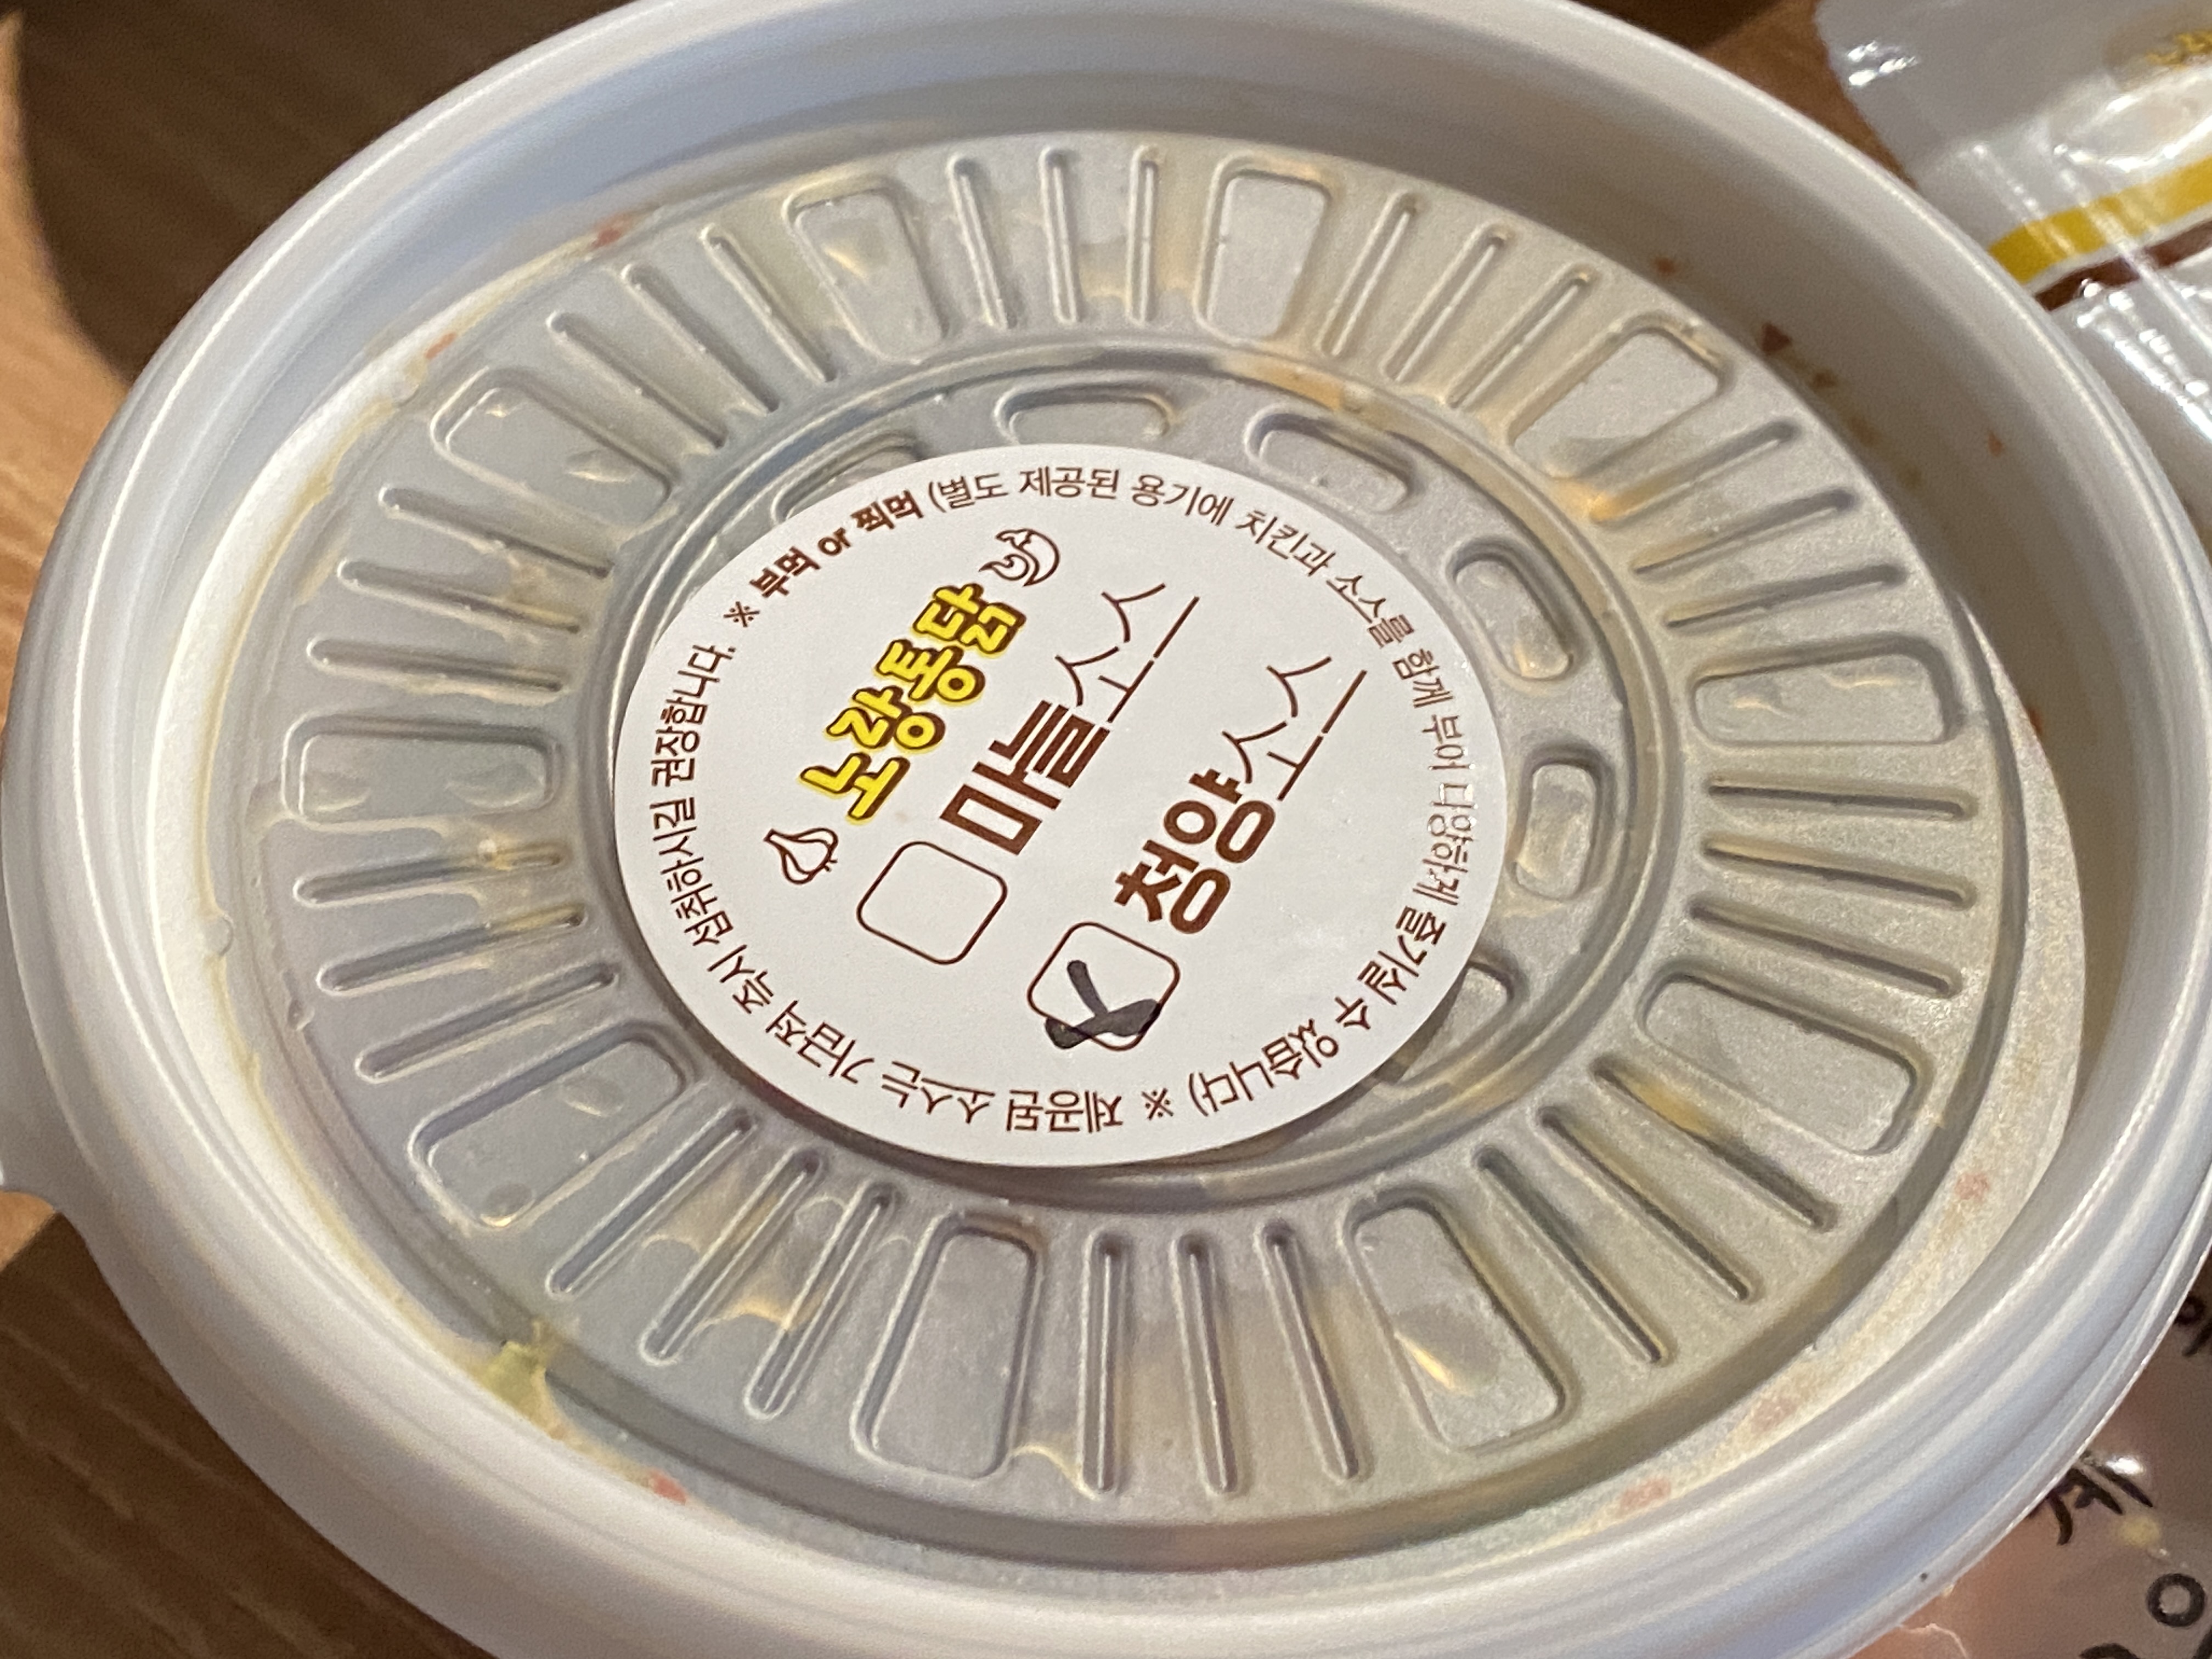 노랑통닭
마늘소스
청양소스
※ 부먹 or 찍먹 (별도 제공된 용기에 치킨과 소스를 함께 부어 다양하게 즐기실 수 있습니다)
※ 제공된 소스는 가급적 즉시 섭취하시길 권장합니다.